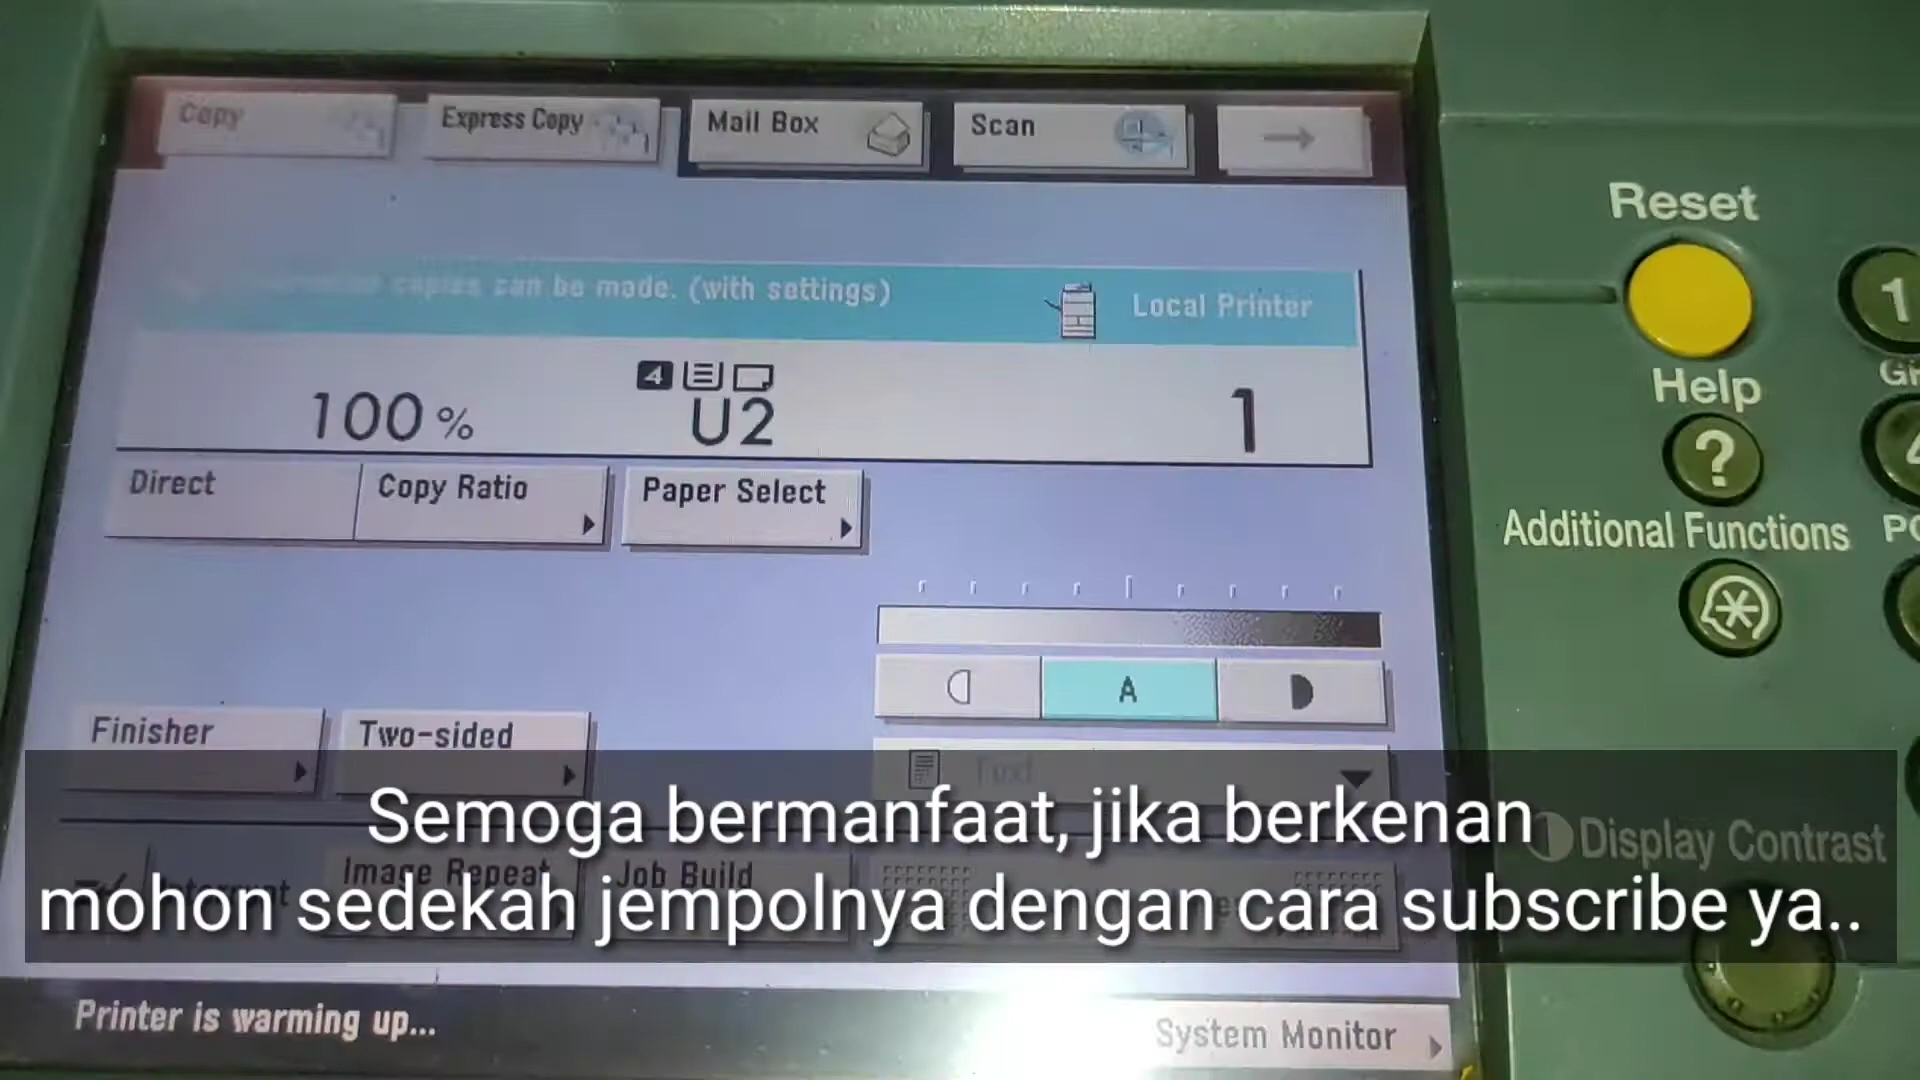 Copy
Express Copy
Mail Box
Scan
copies can be made. (with settings)
Local Printer
100 %
4
U2
1
Direct
Copy Ratio
Paper Select
A
Finisher
Two-sided
Image Repeat
Job Build
Semoga bermanfaat, jika berkenan
mohon sedekah jempolnya dengan cara subscribe ya..
Printer is warming up...
System Monitor
Reset
1
Help
?
Additional Functions
Display Contrast